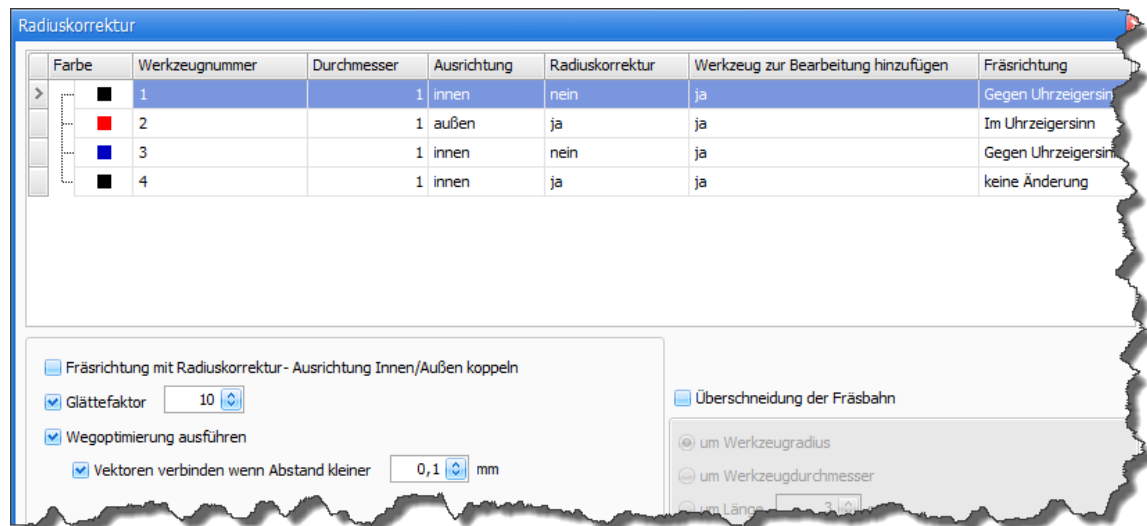 Radiuskorrektur
Farbe Werkzeugnummer Durchmesser Ausrichtung Radiuskorrektur Werkzeug zur Bearbeitung hinzufügen Fräsrichtung
1 1 innen nein ja Gegen Uhrzeigersin
2 1 außen ja ja Im Uhrzeigersinn
3 1 innen nein ja Gegen Uhrzeigersin
4 1 innen ja ja keine Änderung
Fräsrichtung mit Radiuskorrektur- Ausrichtung Innen/Außen koppeln
Glättefaktor 10
Wegoptimierung ausführen
Vektoren verbinden wenn Abstand kleiner 0,1 mm
Überschneidung der Fräsbahn
um Werkzeugradius
um Werkzeugdurchmesser
um Länge 3